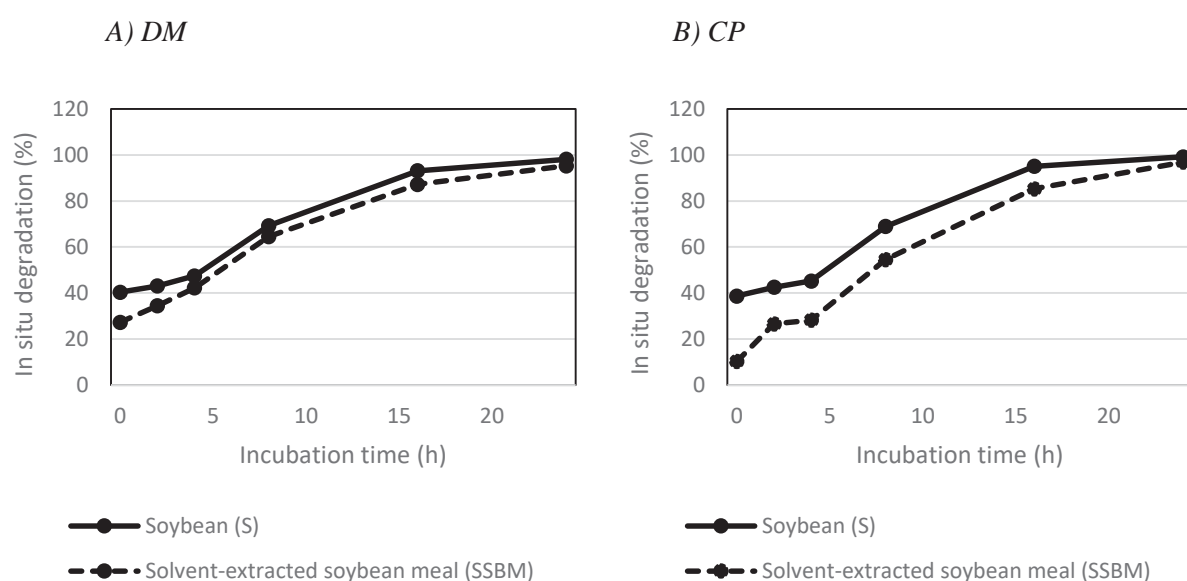 A) DM
In situ degradation (%)
120
100
80
60
40
20
0
0 5 10 15 20
Incubation time (h)
Soybean (S)
Solvent-extracted soybean meal (SSBM)
B) CP
In situ degradation (%)
120
100
80
60
40
20
0
0 5 10 15 20
Incubation time (h)
Soybean (S)
Solvent-extracted soybean meal (SSBM)